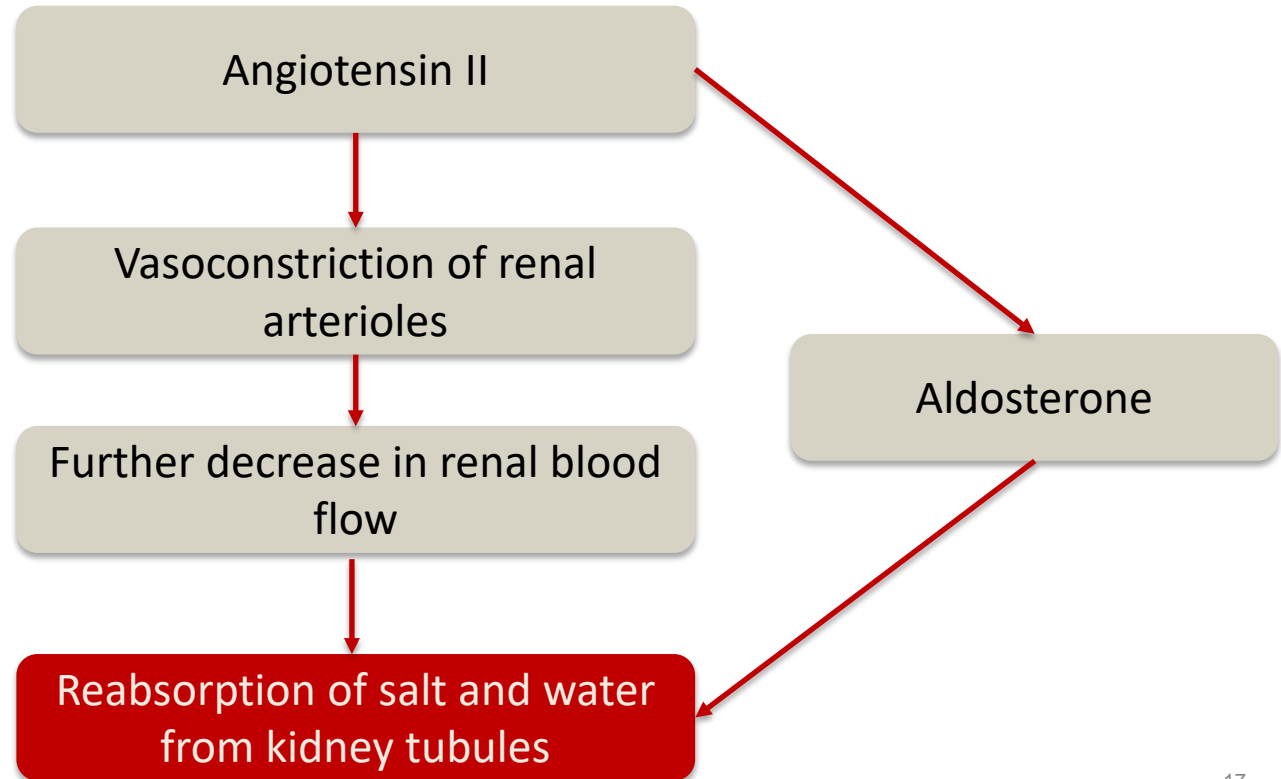 Angiotensin II
Vasoconstriction of renal
arterioles
Aldosterone
Further decrease in renal blood
flow
Reabsorption of salt and water
from kidney tubules
17